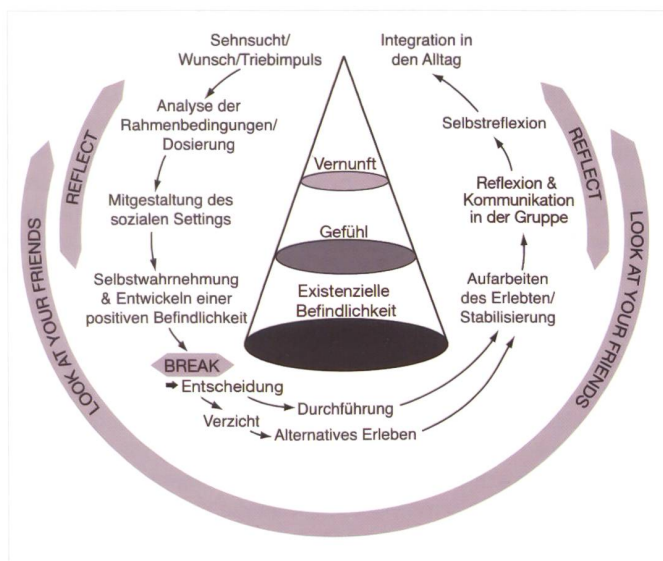 Sehnsucht/
Wunsch/Triebimpuls
Analyse der
Rahmenbedingungen/
Dosierung
Mitgestaltung des
sozialen Settings
Selbstwahrnehmung
& Entwickeln einer
positiven Befindlichkeit
BREAK
➡ Entscheidung
Verzicht
Durchführung
Alternatives Erleben
Vernunft
Gefühl
Existenzielle
Befindlichkeit
Integration in
den Alltag
Selbstreflexion
Reflexion &
Kommunikation
in der Gruppe
Aufarbeiten
des Erlebten/
Stabilisierung
REFLECT
LOOK AT YOUR FRIENDS
REFLECT
LOOK AT YOUR FRIENDS